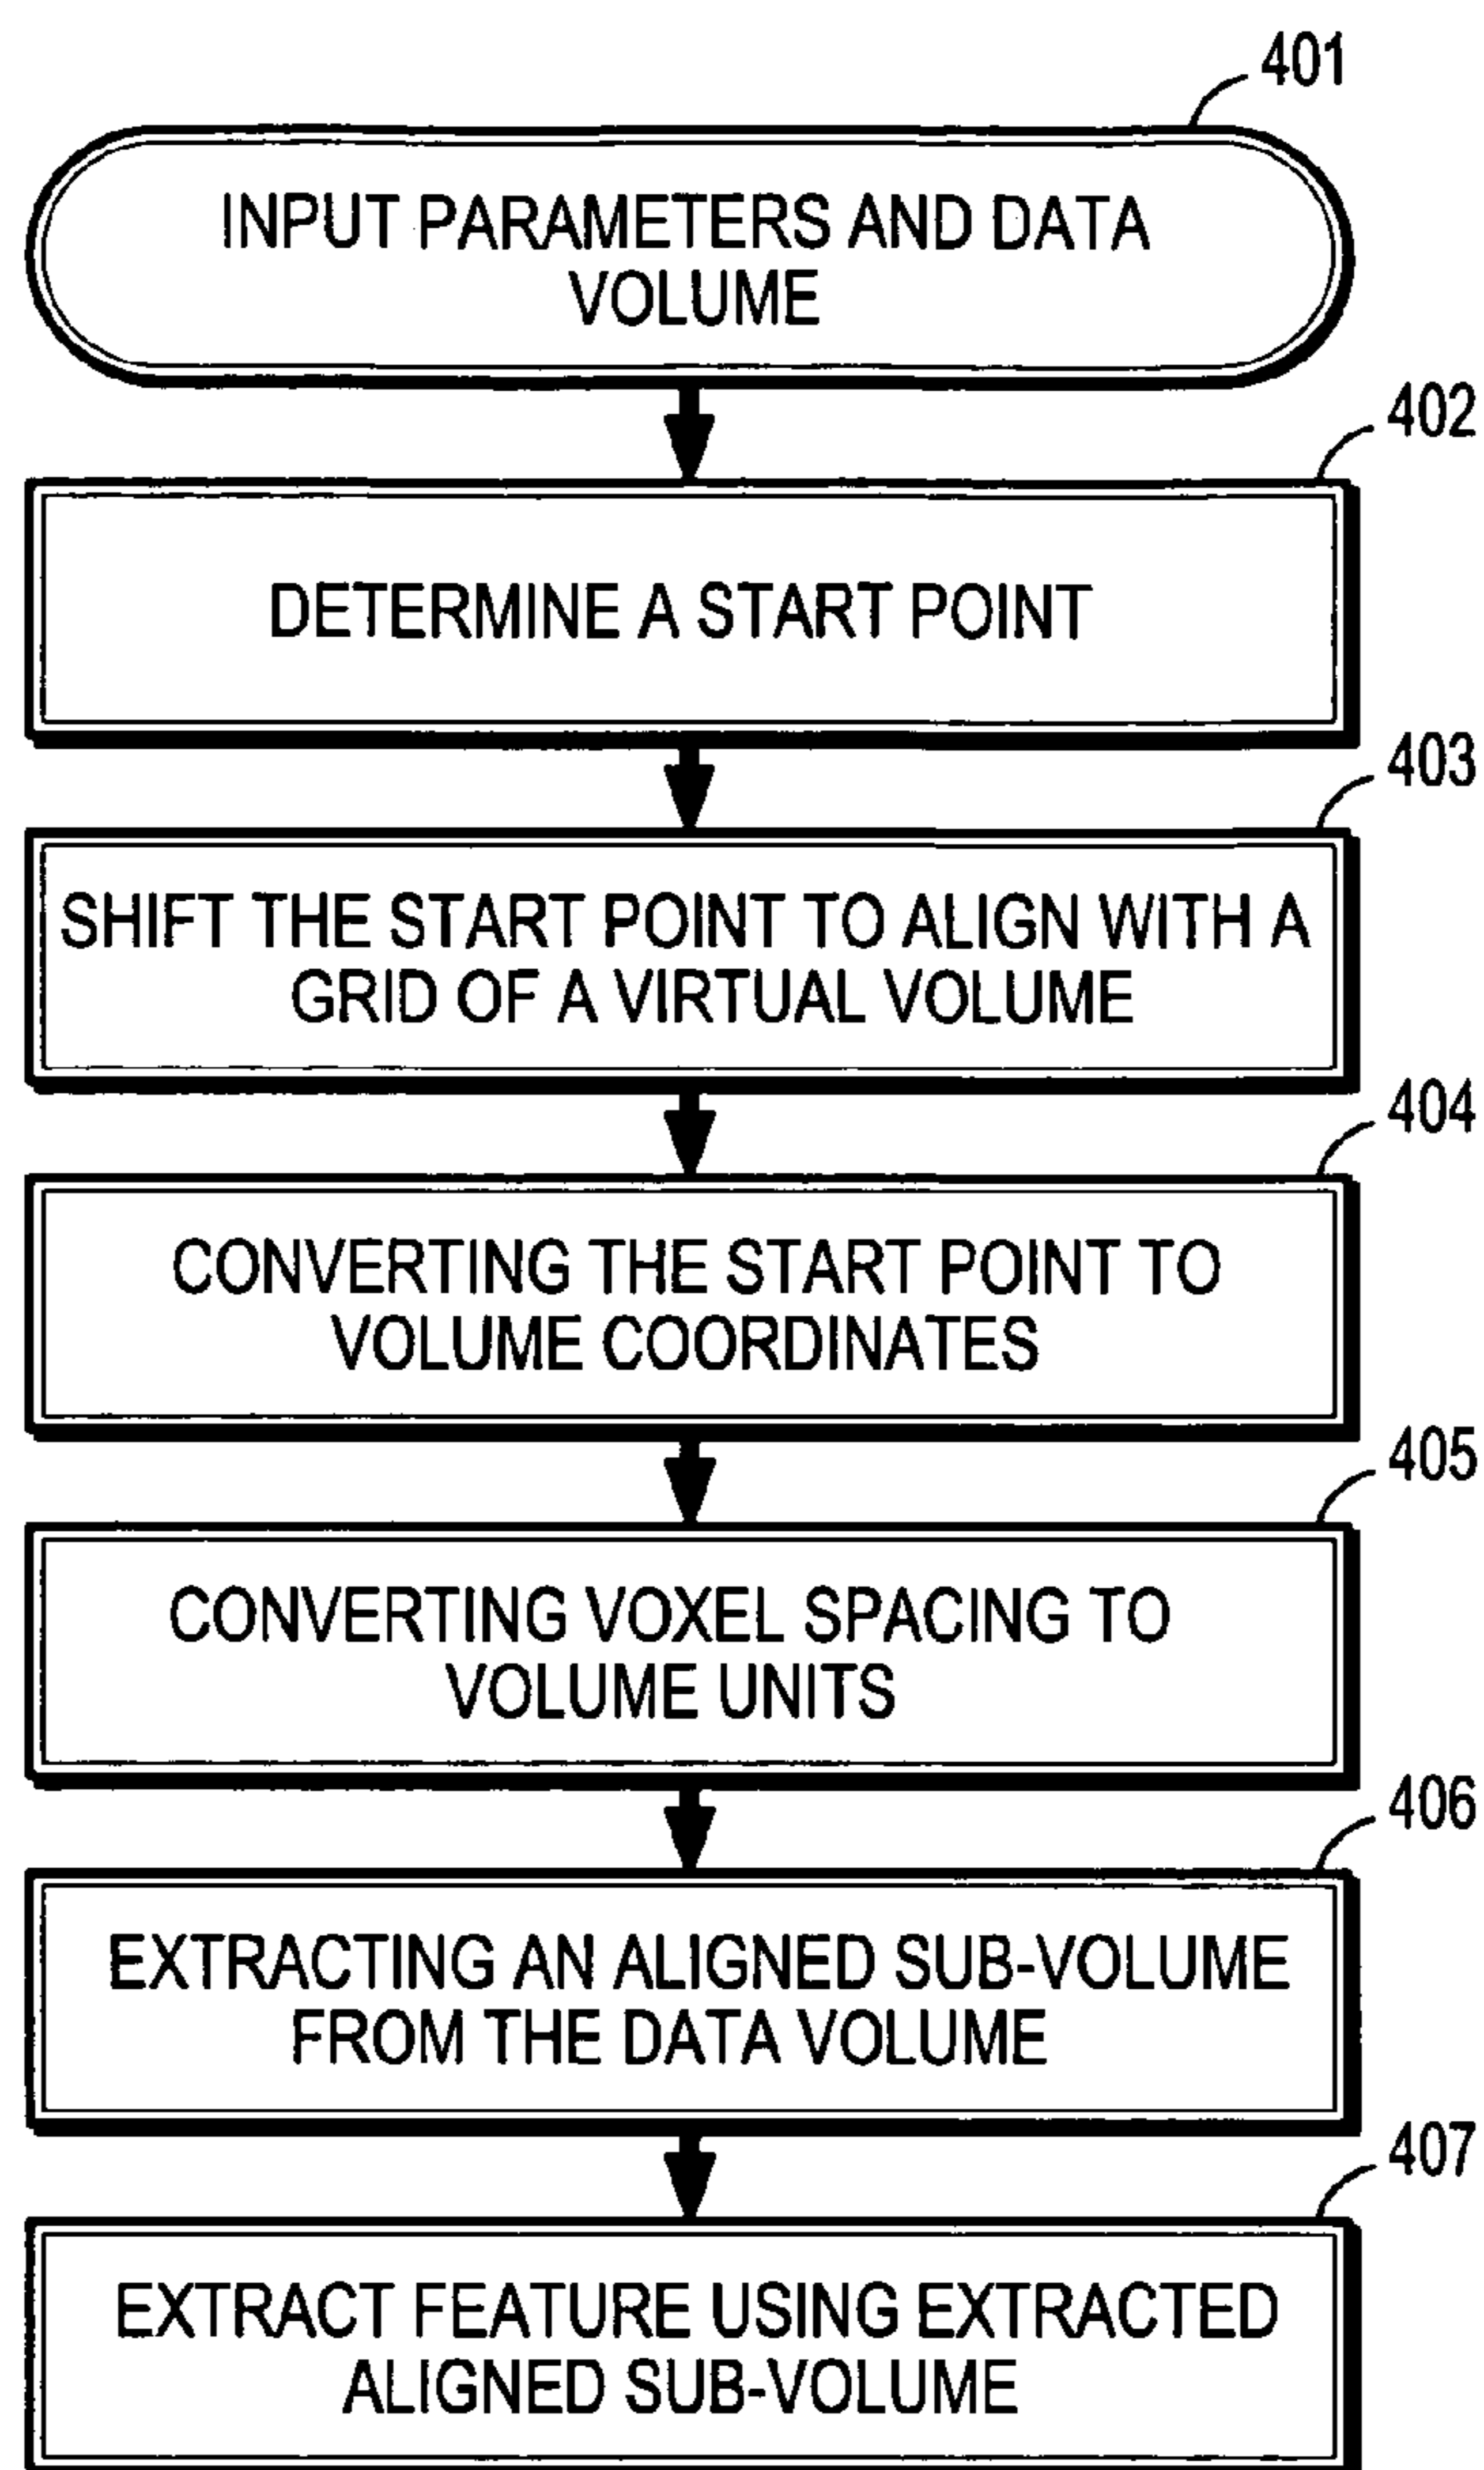 401
INPUT PARAMETERS AND DATA
VOLUME
402
DETERMINE A START POINT
403
SHIFT THE START POINT TO ALIGN WITH A
GRID OF A VIRTUAL VOLUME
404
CONVERTING THE START POINT TO
VOLUME COORDINATES
405
CONVERTING VOXEL SPACING TO
VOLUME UNITS
406
EXTRACTING AN ALIGNED SUB-VOLUME
FROM THE DATA VOLUME
407
EXTRACT FEATURE USING EXTRACTED
ALIGNED SUB-VOLUME